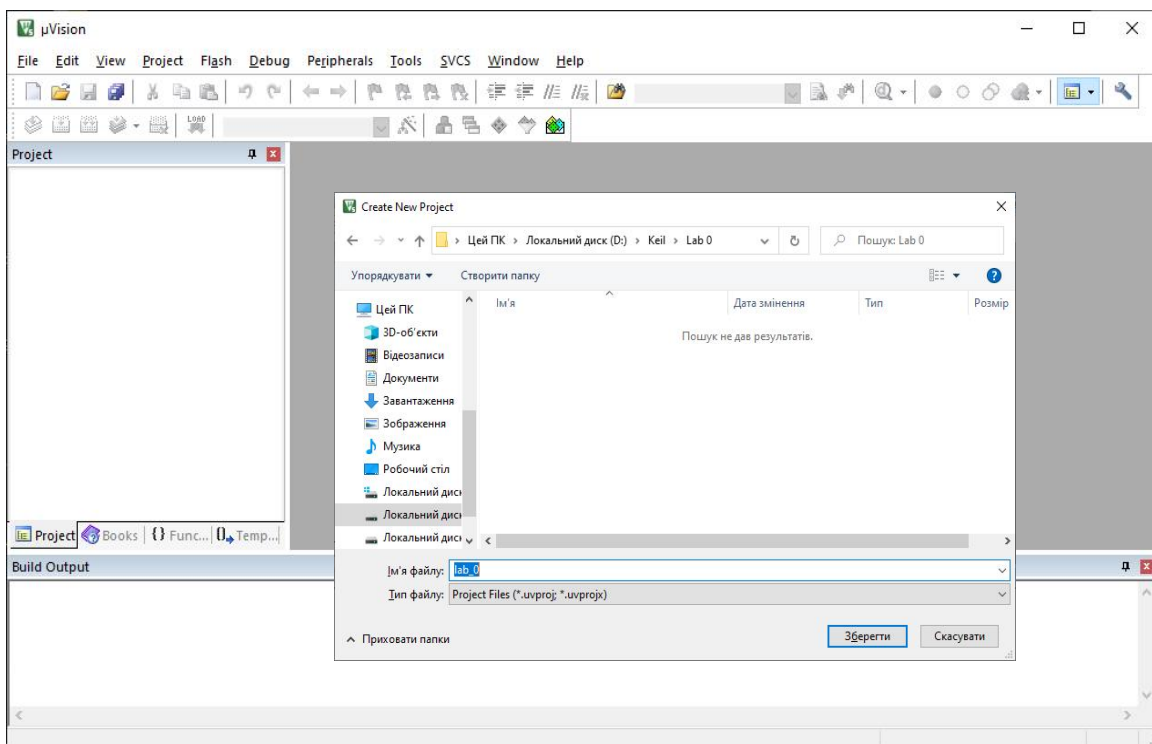 µVision
File Edit View Project Flash Debug Peripherals Tools SVCS Window Help
LOAD
Project
Create New Project
Цей ПК > Локальний диск (D:) > Keil > Lab 0
Пошук: Lab 0
Упорядкувати Створити папку
Ім'я Дата змінення Тип Розмір
Пошук не дав результатів.
Цей ПК
3D-об'єкти
Відеозаписи
Документи
Завантаження
Зображення
Музика
Робочий стіл
Локальний диск
Локальний диск
Локальний диск
Project Books {} Func... 0 Temp...
Ім'я файлу: lab_0
Тип файлу: Project Files (*.uvproj; *.uvprojx)
Приховати папки
Зберегти Скасувати
Build Output